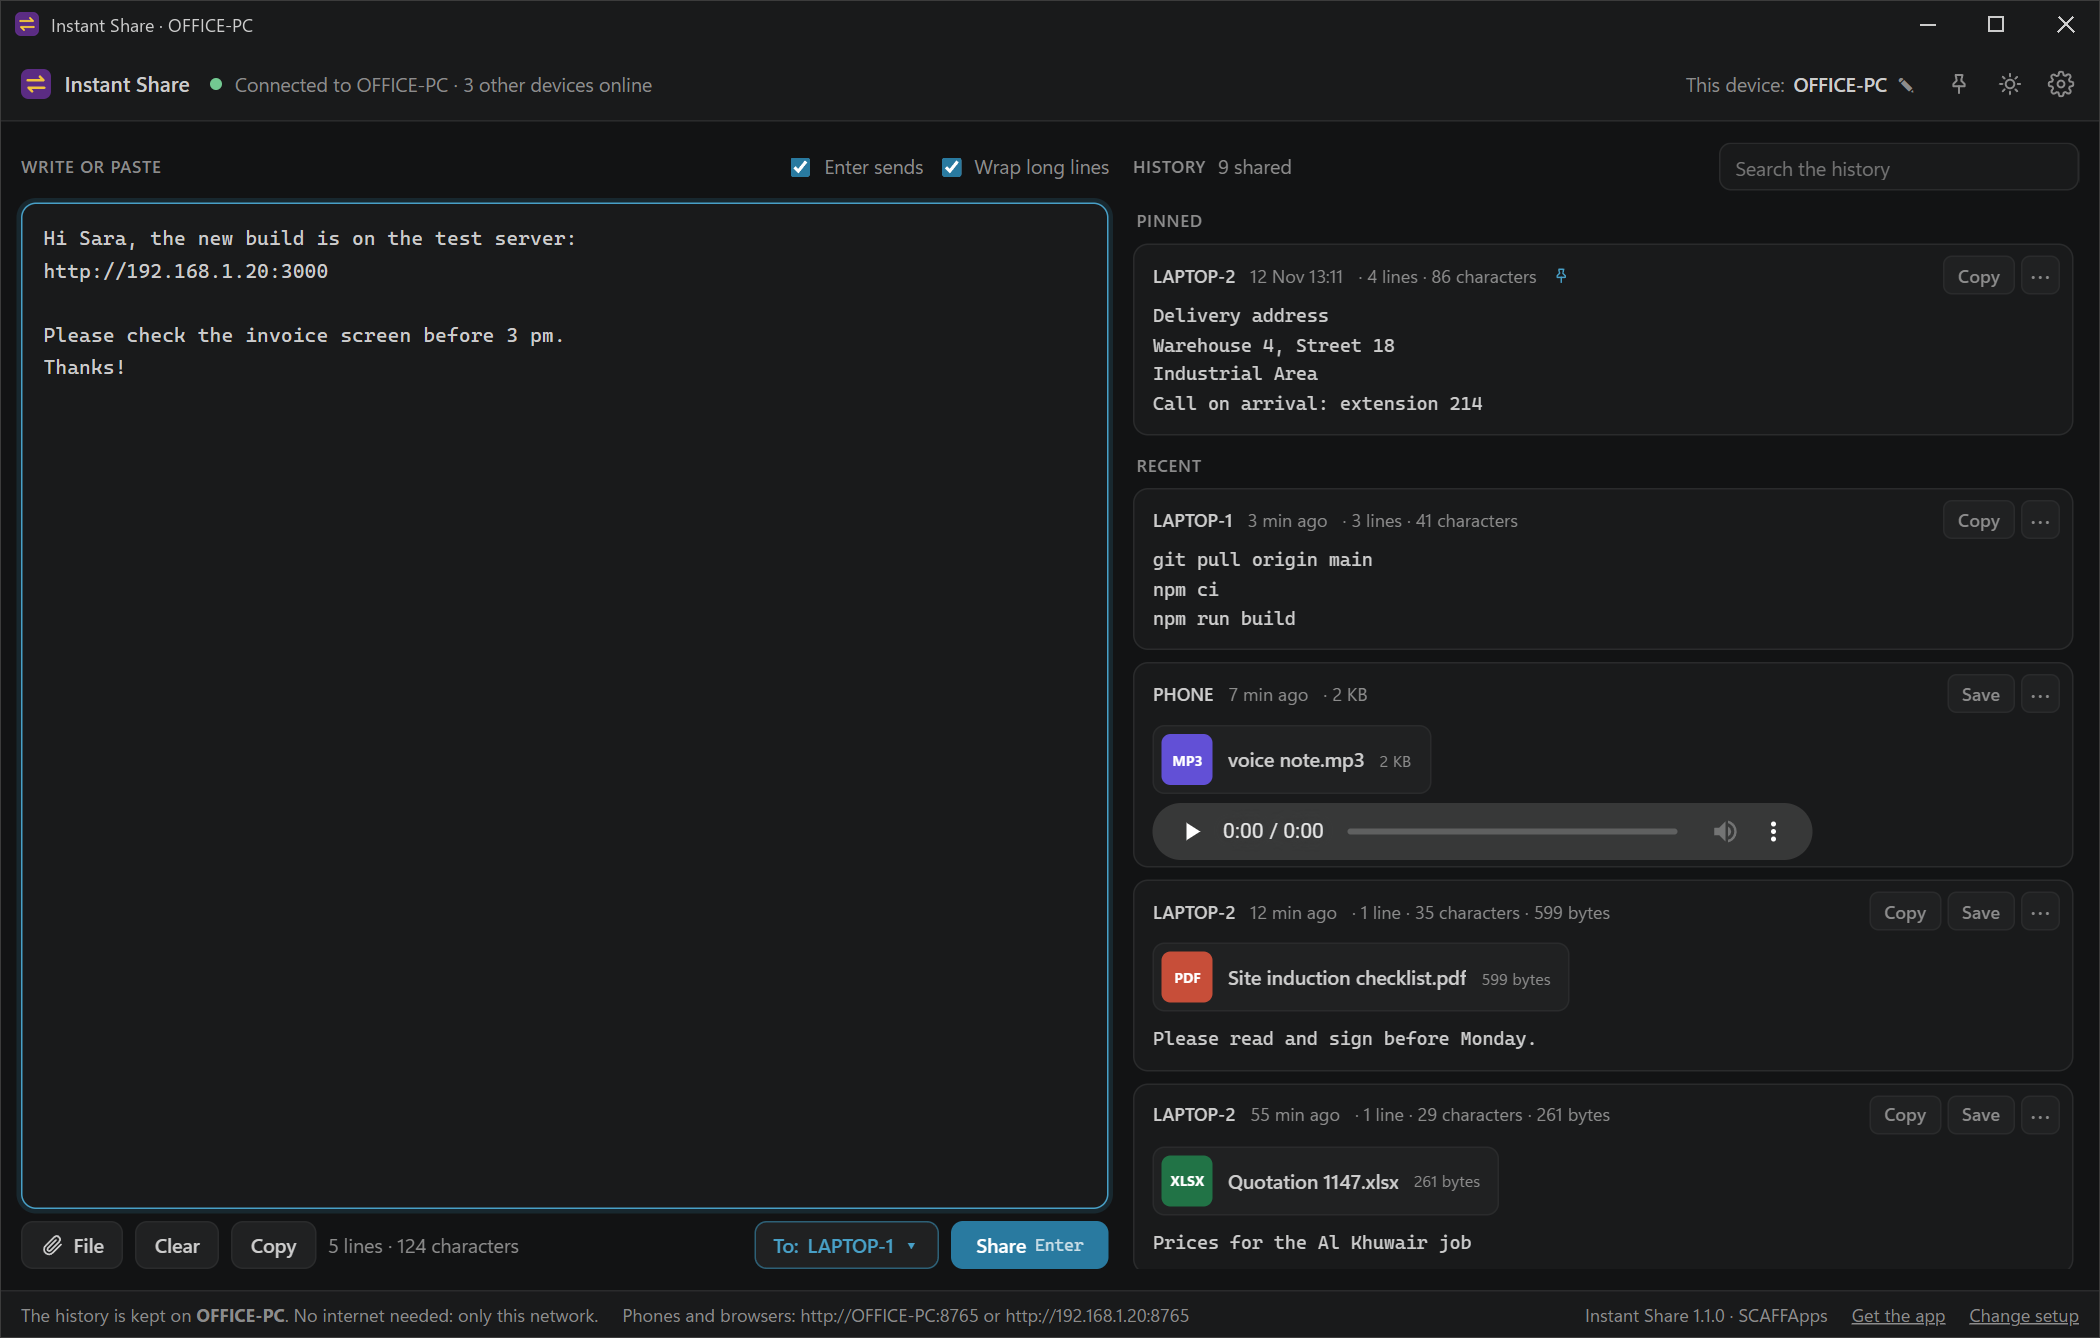 Instant Share · OFFICE-PC
Instant Share
Connected to OFFICE-PC · 3 other devices online
This device: OFFICE-PC
WRITE OR PASTE
Enter sends
Wrap long lines
Hi Sara, the new build is on the test server:
http://192.168.1.20:3000
Please check the invoice screen before 3 pm.
Thanks!
File
Clear
Copy
5 lines · 124 characters
To: LAPTOP-1
Share Enter
HISTORY 9 shared
Search the history
PINNED
LAPTOP-2 12 Nov 13:11 · 4 lines · 86 characters
Copy
...
Delivery address
Warehouse 4, Street 18
Industrial Area
Call on arrival: extension 214
RECENT
LAPTOP-1 3 min ago · 3 lines · 41 characters
Copy
...
git pull origin main
npm ci
npm run build
PHONE 7 min ago · 2 KB
Save
...
MP3 voice note.mp3 2 KB
0:00 / 0:00
LAPTOP-2 12 min ago · 1 line · 35 characters · 599 bytes
Copy
Save
...
PDF Site induction checklist.pdf 599 bytes
Please read and sign before Monday.
LAPTOP-2 55 min ago · 1 line · 29 characters · 261 bytes
Copy
Save
...
XLSX Quotation 1147.xlsx 261 bytes
Prices for the Al Khuwair job
The history is kept on OFFICE-PC. No internet needed: only this network.
Phones and browsers: http://OFFICE-PC:8765 or http://192.168.1.20:8765
Instant Share 1.1.0 · SCAFFApps
Get the app
Change setup